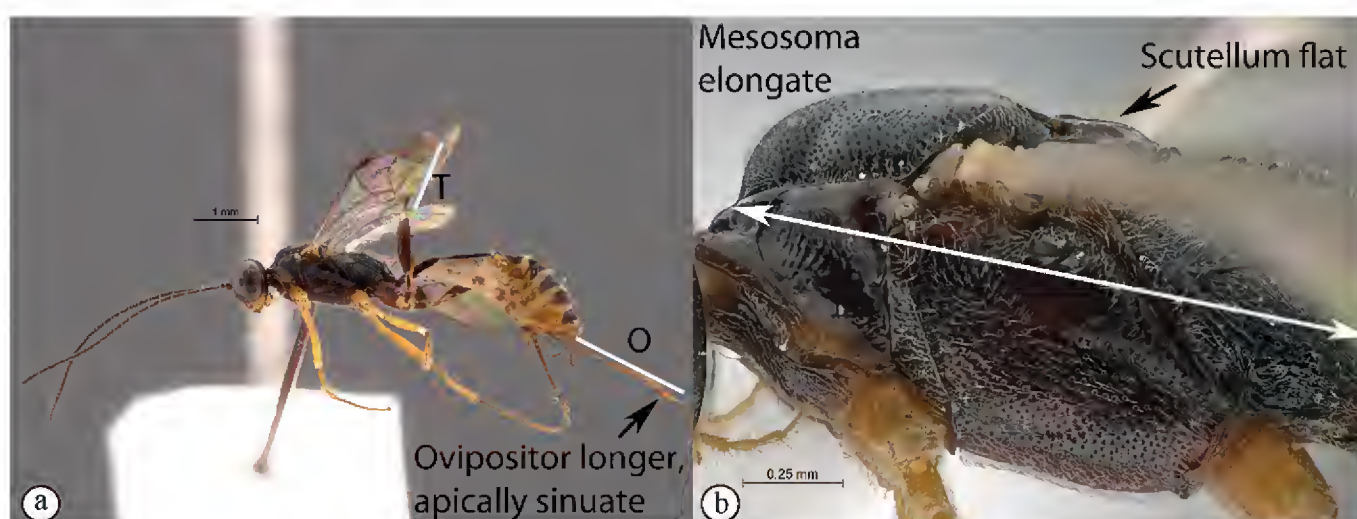 T
1 mm
O
Ovipositor longer,
apically sinuate
a
Mesosoma
elongate
Scutellum flat
0.25 mm
b